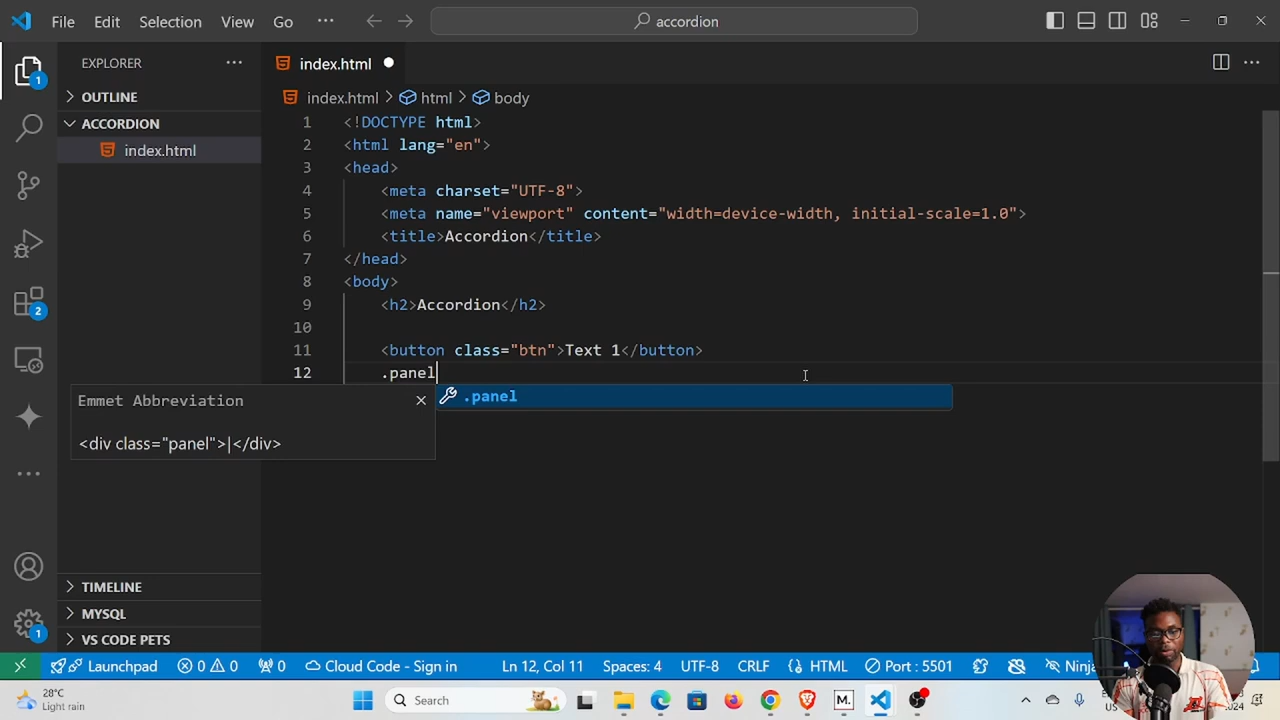 File Edit Selection View Go ··· accordion
EXPLORER ···
index.html
OUTLINE
index.html > html > body
ACCORDION
index.html
1 <!DOCTYPE html>
2 <html lang="en">
3 <head>
4 <meta charset="UTF-8">
5 <meta name="viewport" content="width=device-width, initial-scale=1.0">
6 <title>Accordion</title>
7 </head>
8 <body>
9 <h2>Accordion</h2>
10
11 <button class="btn">Text 1</button>
12 .panel
.panel
Emmet Abbreviation
<div class="panel">|</div>
1
2
1
TIMELINE
MYSQL
VS CODE PETS
Launchpad 0 0 0 Cloud Code - Sign in Ln 12, Col 11 Spaces: 4 UTF-8 CRLF HTML Port : 5501
28°C
Light rain
Search
M.